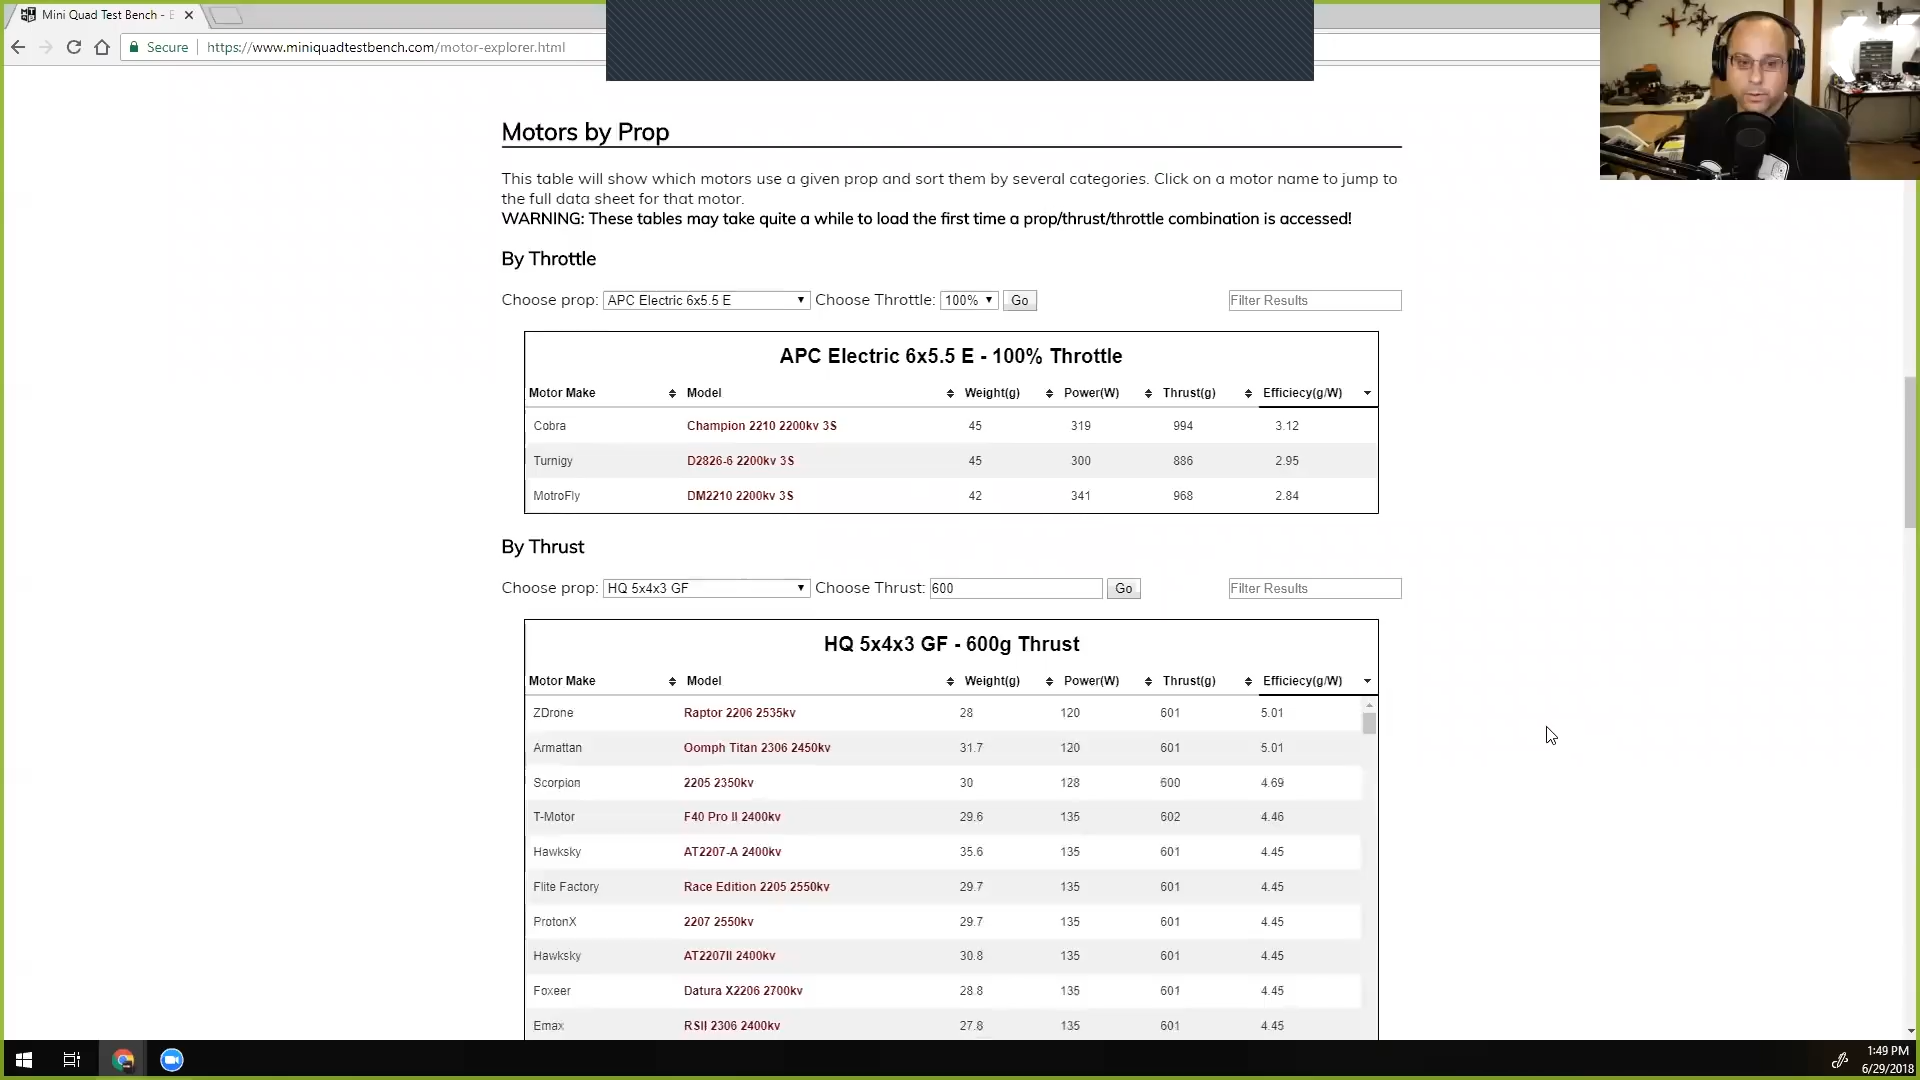 Mini Quad Test Bench - E
Secure https://www.miniquadtestbench.com/motor-explorer.html
Motors by Prop
This table will show which motors use a given prop and sort them by several categories. Click on a motor name to jump to
the full data sheet for that motor.
WARNING: These tables may take quite a while to load the first time a prop/thrust/throttle combination is accessed!
By Throttle
Choose prop: APC Electric 6x5.5 E Choose Throttle: 100% Go Filter Results
APC Electric 6x5.5 E - 100% Throttle
Motor Make Model Weight(g) Power(W) Thrust(g) Efficiecy(g/W)
Cobra Champion 2210 2200kv 3S 45 319 994 3.12
Turnigy D2826-6 2200kv 3S 45 300 886 2.95
MotroFly DM2210 2200kv 3S 42 341 968 2.84
By Thrust
Choose prop: HQ 5x4x3 GF Choose Thrust: 600 Go Filter Results
HQ 5x4x3 GF - 600g Thrust
Motor Make Model Weight(g) Power(W) Thrust(g) Efficiecy(g/W)
ZDrone Raptor 2206 2535kv 28 120 601 5.01
Armattan Oomph Titan 2306 2450kv 31.7 120 601 5.01
Scorpion 2205 2350kv 30 128 600 4.69
T-Motor F40 Pro II 2400kv 29.6 135 602 4.46
Hawksky AT2207-A 2400kv 35.6 135 601 4.45
Flite Factory Race Edition 2205 2550kv 29.7 135 601 4.45
ProtonX 2207 2550kv 29.7 135 601 4.45
Hawksky AT2207II 2400kv 30.8 135 601 4.45
Foxeer Datura X2206 2700kv 28.8 135 601 4.45
Emax RSII 2306 2400kv 27.8 135 601 4.45
1:49 PM
6/29/2018